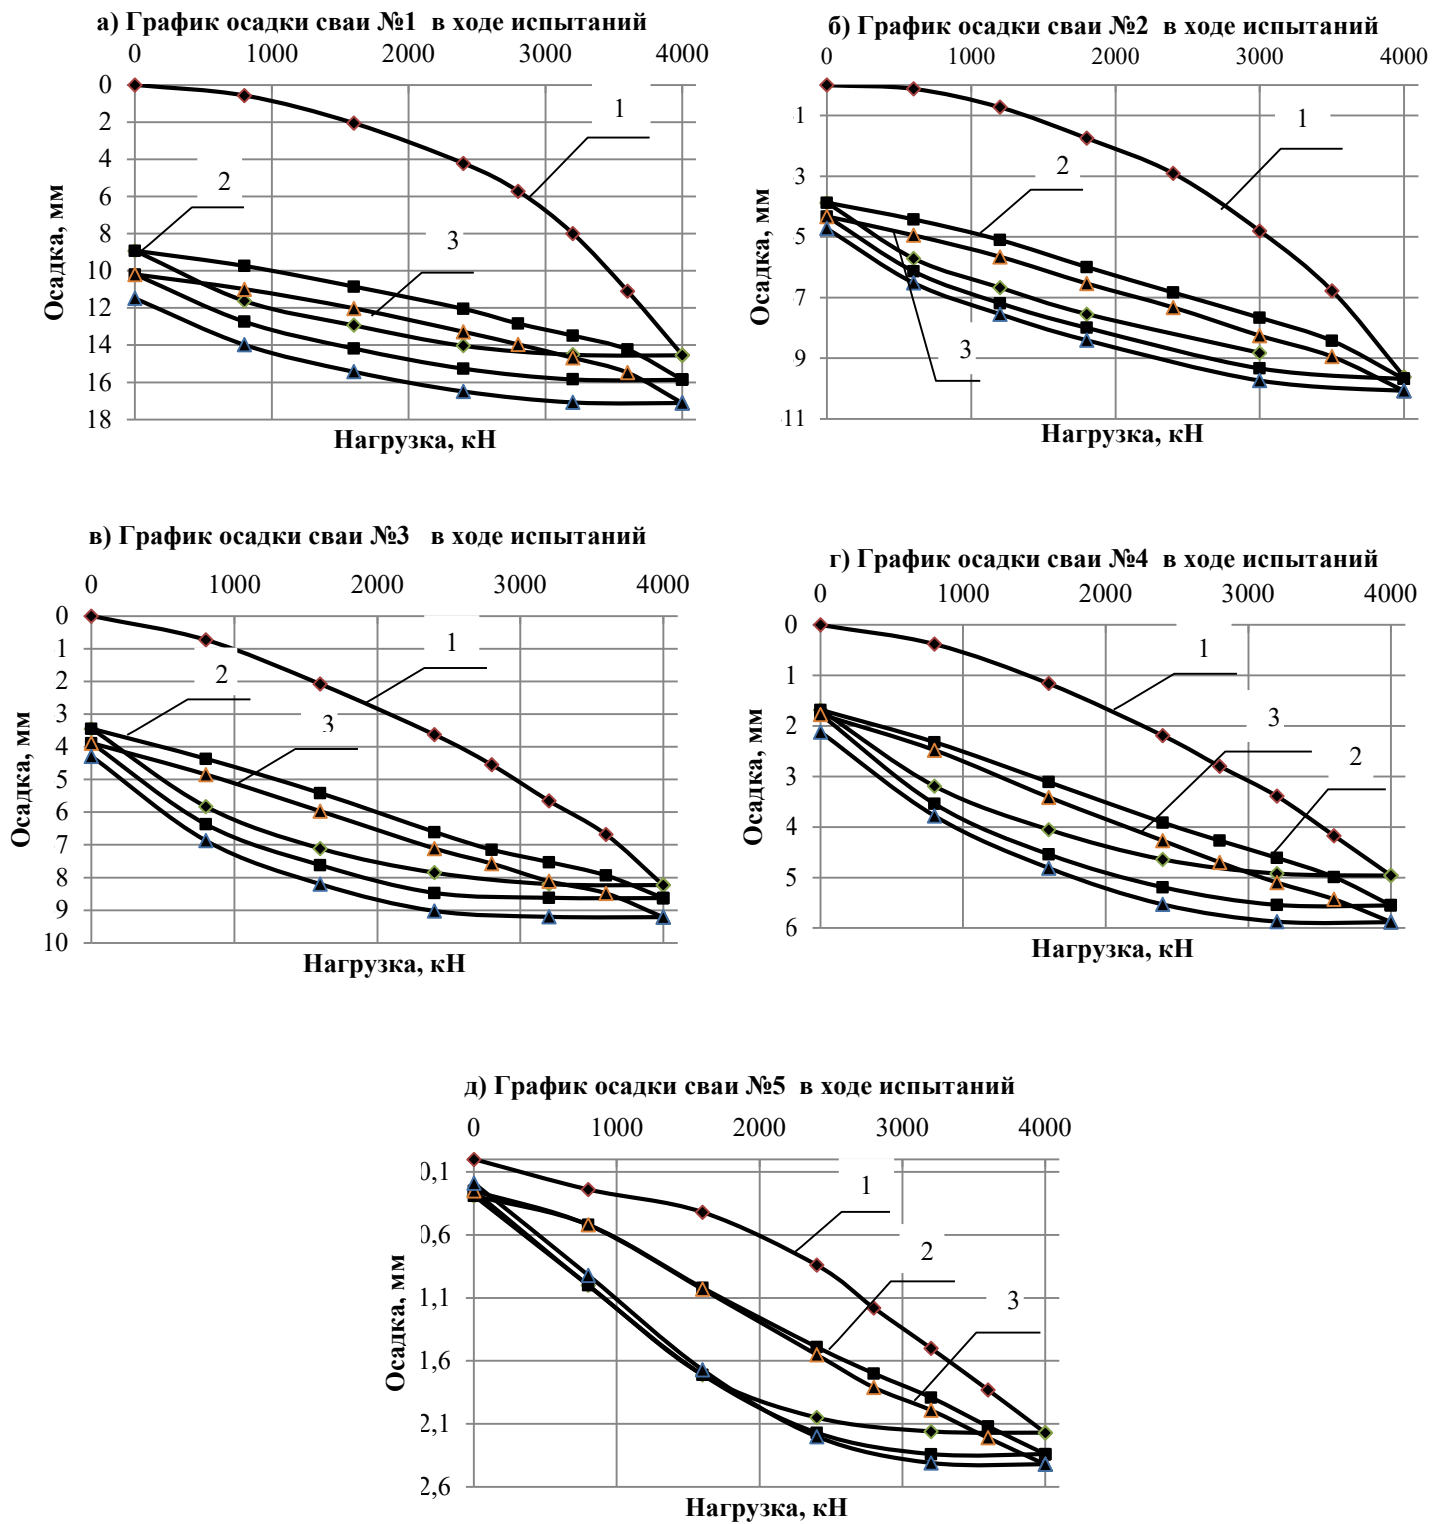 а) График осадки сваи №1 в ходе испытаний
0 1000 2000 3000 4000
0
2
4
6
8
10
12
14
16
18
1
2
3
Осадка, мм
Нагрузка, кН
б) График осадки сваи №2 в ходе испытаний
0 1000 2000 3000 4000
-1
3
5
7
9
11
1
2
3
Осадка, мм
Нагрузка, кН
в) График осадки сваи №3 в ходе испытаний
0 1000 2000 3000 4000
0
1
2
3
4
5
6
7
8
9
10
1
2
3
Осадка, мм
Нагрузка, кН
г) График осадки сваи №4 в ходе испытаний
0 1000 2000 3000 4000
0
1
2
3
4
5
6
1
3
2
Осадка, мм
Нагрузка, кН
д) График осадки сваи №5 в ходе испытаний
0 1000 2000 3000 4000
0,1
0,6
1,1
1,6
2,1
2,6
1
2
3
Осадка, мм
Нагрузка, кН